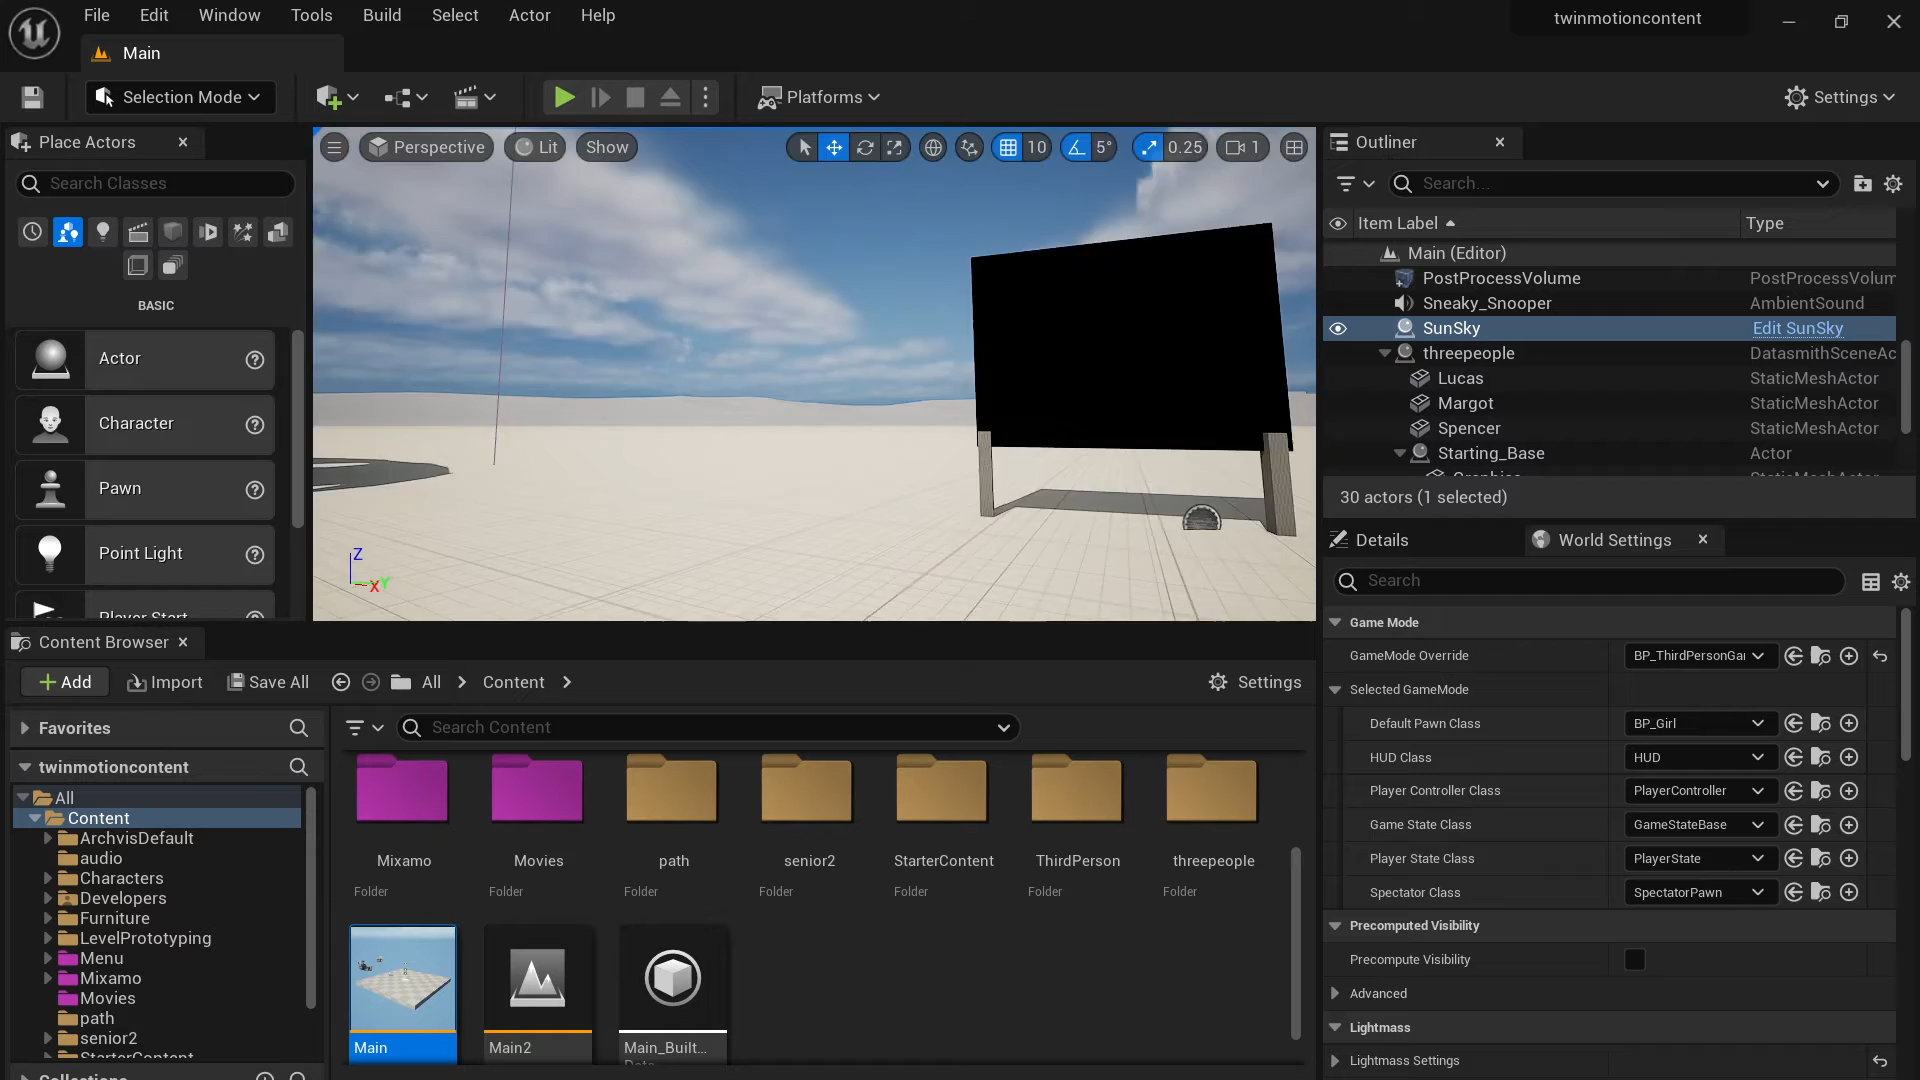 File Edit Window Tools Build Select Actor Help
twinmotioncontent
Main
Selection Mode
Platforms
Settings
Place Actors
Search Classes
BASIC
Actor
Character
Pawn
Point Light
Player Start
Perspective Lit Show
10 5° 0.25 1
Z
X Y
Outliner
Search...
Item Label Type
Main (Editor)
PostProcessVolume PostProcessVolum
Sneaky_Snooper AmbientSound
SunSky Edit SunSky
threepeople DatasmithSceneAc
Lucas StaticMeshActor
Margot StaticMeshActor
Spencer StaticMeshActor
Starting_Base Actor
30 actors (1 selected)
Details World Settings
Search
Game Mode
GameMode Override BP_ThirdPersonGai
Selected GameMode
Default Pawn Class BP_Girl
HUD Class HUD
Player Controller Class PlayerController
Game State Class GameStateBase
Player State Class PlayerState
Spectator Class SpectatorPawn
Precomputed Visibility
Precompute Visibility
Advanced
Lightmass
Lightmass Settings
Content Browser
Add Import Save All All Content Settings
Favorites
twinmotioncontent
All
Content
ArchvisDefault
audio
Characters
Developers
Furniture
LevelPrototyping
Menu
Mixamo
Movies
path
senior2
StarterContent
Collections
Search Content
Mixamo Movies path senior2 StarterContent ThirdPerson threepeople
Folder Folder Folder Folder Folder Folder Folder
Main Main2 Main_Built...